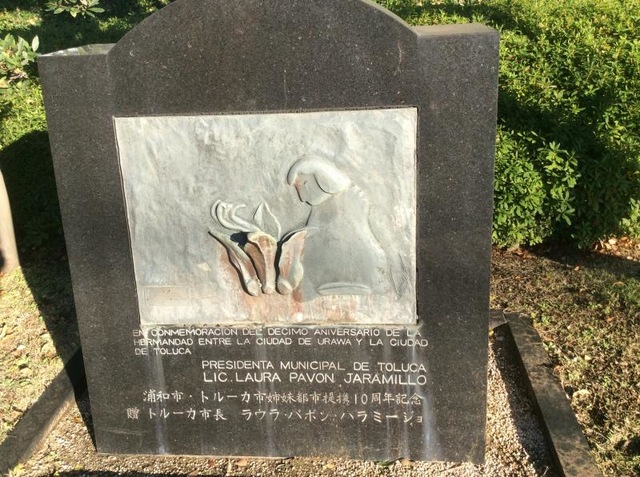 EN CONMEMORACION DEL DECIMO ANIVERSARIO DE LA
HERMANDAD ENTRE LA CIUDAD DE URAWA Y LA CIUDAD
DE TOLUCA
PRESIDENTA MUNICIPAL DE TOLUCA
LIC. LAURA PAVON JARAMILLO
浦和市・トルーカ市姉妹都市提携10周年記念
贈 トルーカ市長 ラウラ・パボン・ハラミージョ